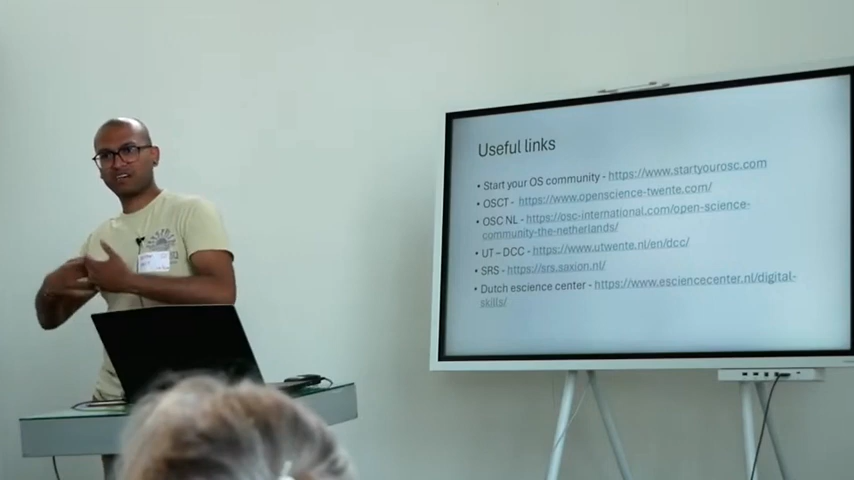 Useful links
• Start your OS community - https://www.startyourosc.com
• OSCT - https://www.openscience-twente.com/
• OSC NL - https://osc-international.com/open-science-
community-the-netherlands/
• UT – DCC - https://www.utwente.nl/en/dcc/
• SRS - https://srs.saxion.nl/
• Dutch escience center - https://www.esciencecenter.nl/digital-
skills/